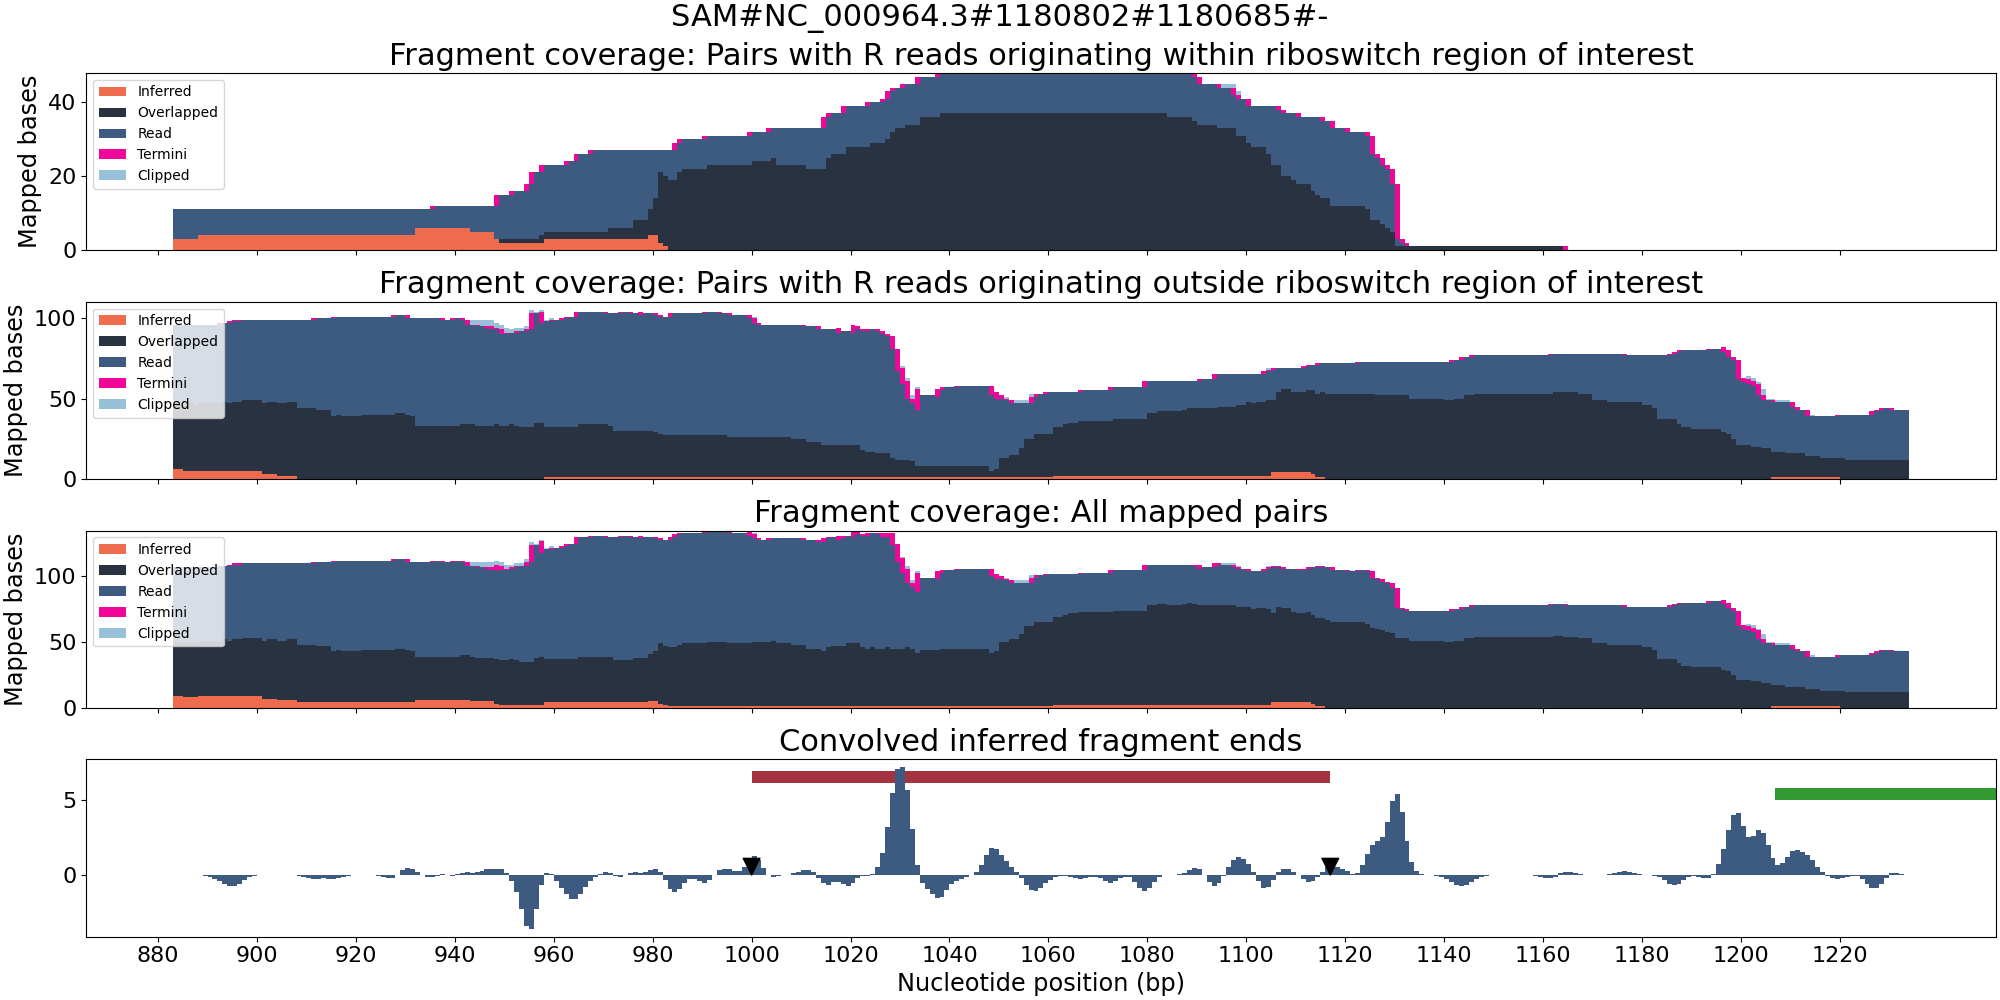 SAM#NC_000964.3#1180802#1180685#-
Fragment coverage: Pairs with R reads originating within riboswitch region of interest
Mapped bases
40
20
0
Inferred
Overlapped
Read
Termini
Clipped
Fragment coverage: Pairs with R reads originating outside riboswitch region of interest
Mapped bases
100
50
0
Inferred
Overlapped
Read
Termini
Clipped
Fragment coverage: All mapped pairs
Mapped bases
100
50
0
Inferred
Overlapped
Read
Termini
Clipped
Convolved inferred fragment ends
5
0
880 900 920 940 960 980 1000 1020 1040 1060 1080 1100 1120 1140 1160 1180 1200 1220
Nucleotide position (bp)